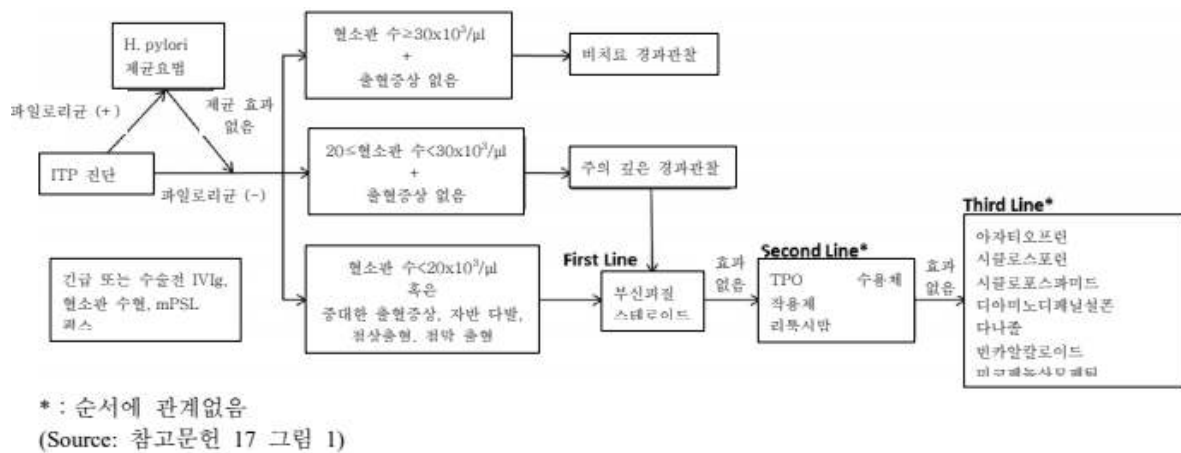 H. pylori
제균요법
파일로리균 (+)
제균 효과
없음
ITP 진단
파일로리균 (-)
긴급 또는 수술전 IVIg,
혈소판 수혈, mPSL
펄스
혈소판 수≥30x10³/μl
+
출혈증상 없음
비치료 경과관찰
20≤혈소판 수<30x10³/μl
+
출혈증상 없음
주의 깊은 경과관찰
혈소판 수<20x10³/μl
혹은
중대한 출혈증상, 자반 다발,
점상출혈, 점막 출혈
First Line
부신피질
스테로이드
효과
없음
Second Line*
TPO 수용체
작용제
리툭시맙
효과
없음
Third Line*
아자티오프린
시클로스포린
시클로포스파미드
디아미노디페닐설폰
다나졸
빈카알칼로이드
미코페놀산모페틸
* : 순서에 관계없음
(Source: 참고문헌 17 그림 1)